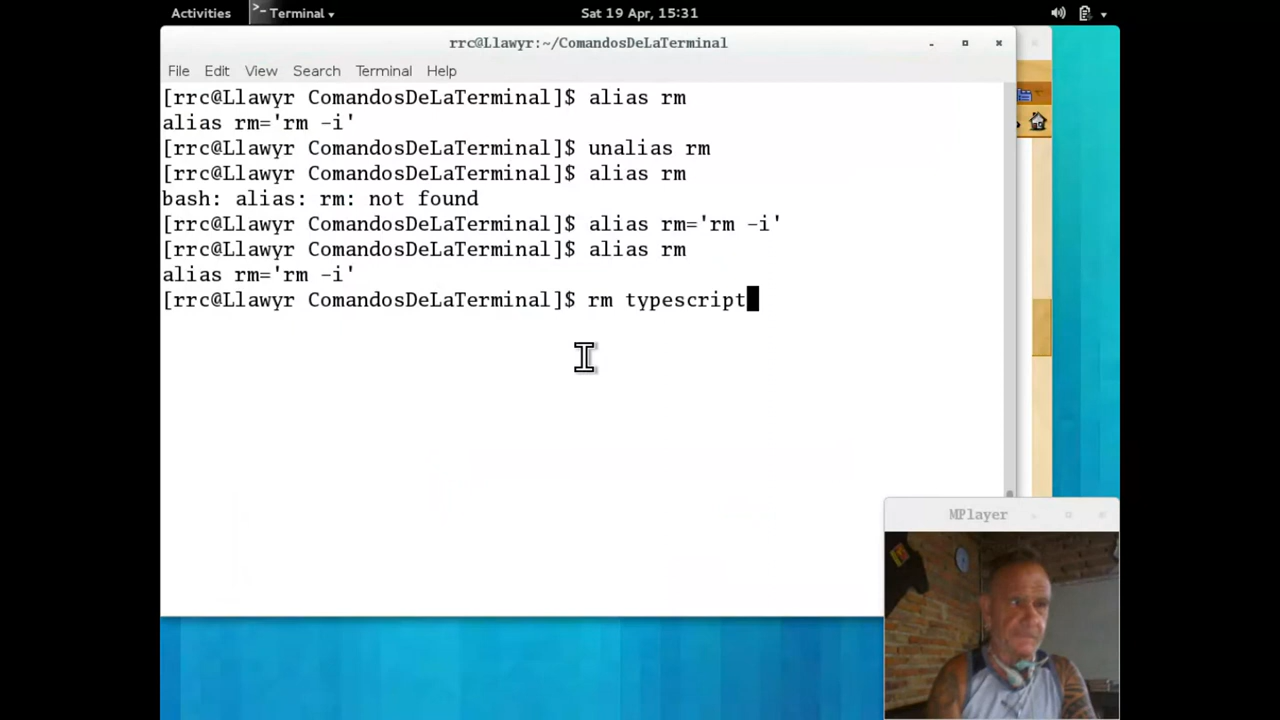 Activities
Terminal
Sat 19 Apr, 15:31
rrc@Llawyr:~/ComandosDeLaTerminal
File Edit View Search Terminal Help
[rrc@Llawyr ComandosDeLaTerminal]$ alias rm
alias rm='rm -i'
[rrc@Llawyr ComandosDeLaTerminal]$ unalias rm
[rrc@Llawyr ComandosDeLaTerminal]$ alias rm
bash: alias: rm: not found
[rrc@Llawyr ComandosDeLaTerminal]$ alias rm='rm -i'
[rrc@Llawyr ComandosDeLaTerminal]$ alias rm
alias rm='rm -i'
[rrc@Llawyr ComandosDeLaTerminal]$ rm typescript
MPlayer